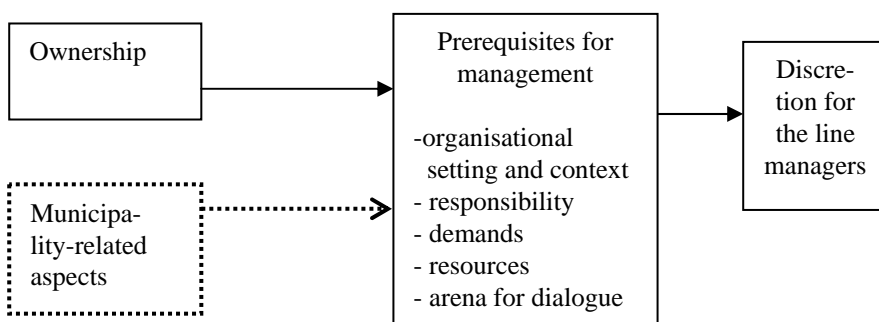 Ownership
Municipa-
lity-related
aspects
Prerequisites for
management
-organisational
setting and context
- responsibility
- demands
- resources
- arena for dialogue
Discre-
tion for
the line
managers